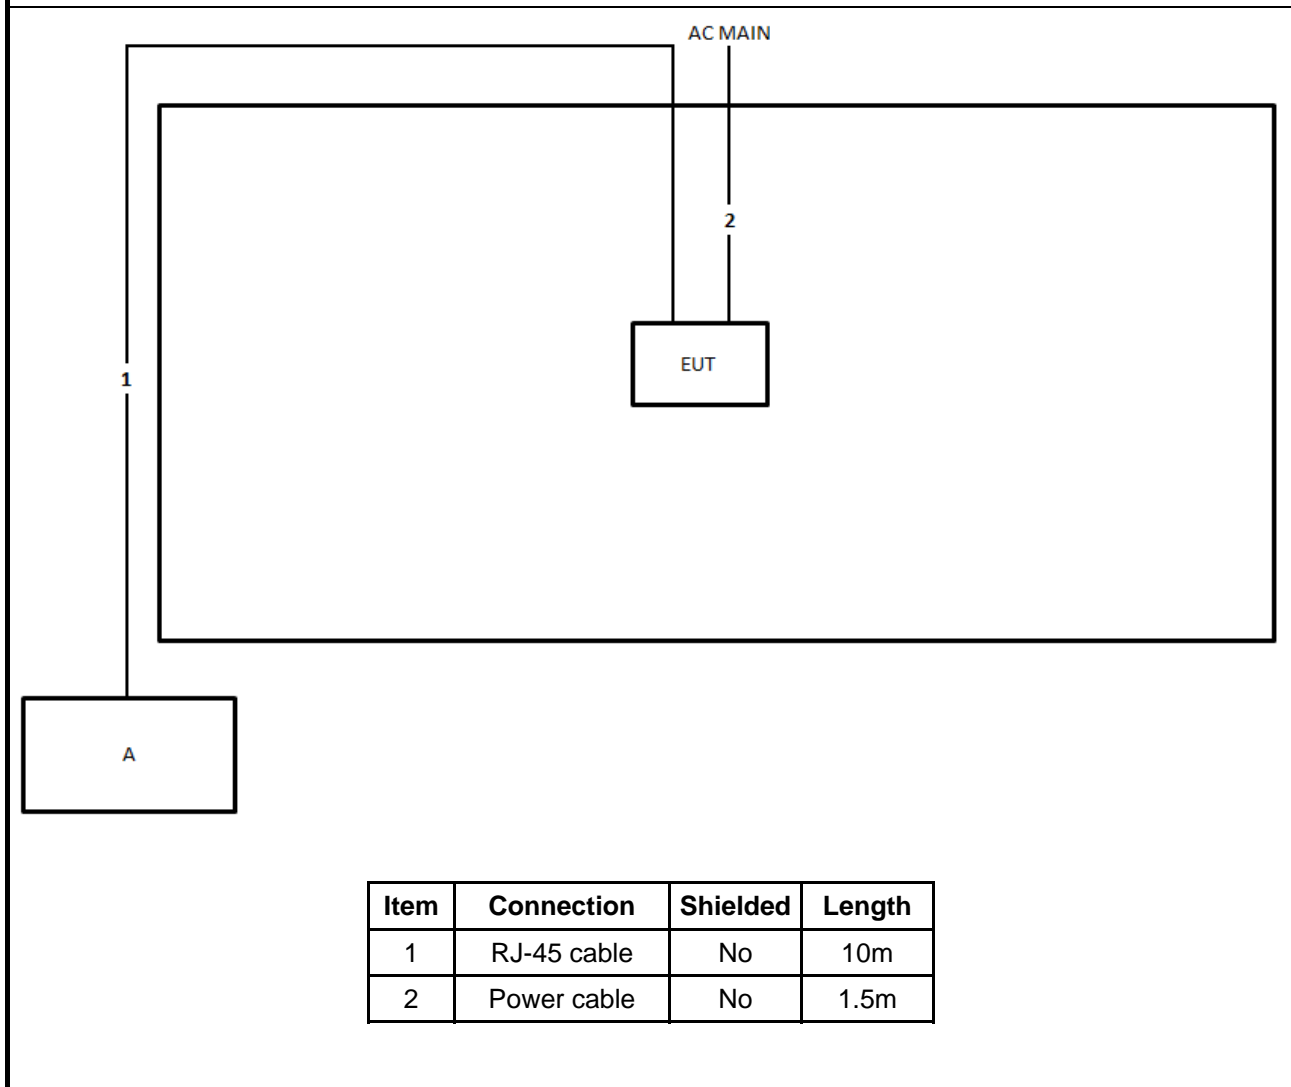 AC MAIN
2
EUT
1
A
Item Connection Shielded Length
1 RJ-45 cable No 10m
2 Power cable No 1.5m